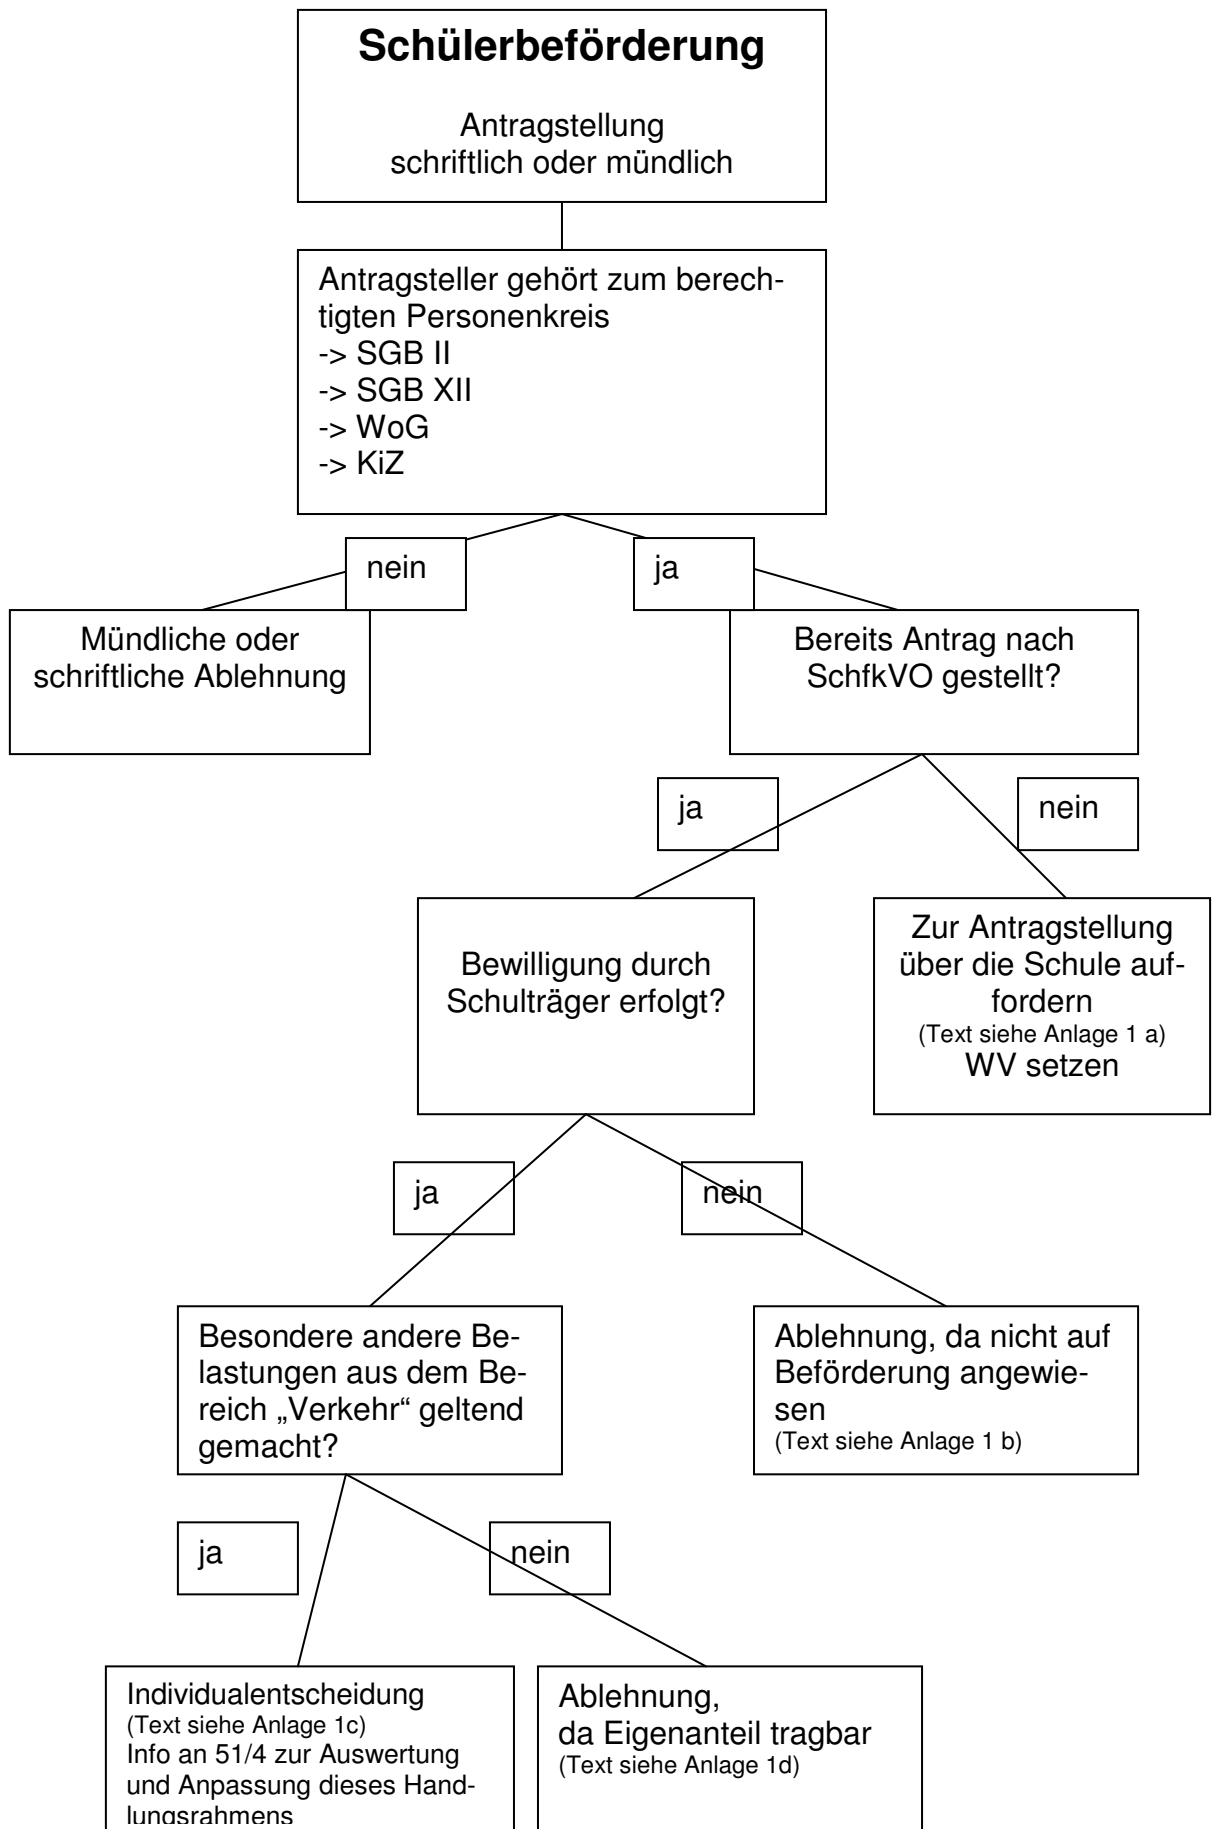 Schülerbeförderung
Antragstellung
schriftlich oder mündlich
Antragsteller gehört zum berech-
tigten Personenkreis
-> SGB II
-> SGB XII
-> WoG
-> KiZ
nein
ja
Mündliche oder
schriftliche Ablehnung
Bereits Antrag nach
SchfkVO gestellt?
ja
nein
Bewilligung durch
Schulträger erfolgt?
Zur Antragstellung
über die Schule auf-
fordern
(Text siehe Anlage 1 a)
WV setzen
ja
nein
Besondere andere Be-
lastungen aus dem Be-
reich „Verkehr“ geltend
gemacht?
Ablehnung, da nicht auf
Beförderung angewie-
sen
(Text siehe Anlage 1 b)
ja
nein
Individualentscheidung
(Text siehe Anlage 1c)
Info an 51/4 zur Auswertung
und Anpassung dieses Hand-
lungsrahmens
Ablehnung,
da Eigenanteil tragbar
(Text siehe Anlage 1d)